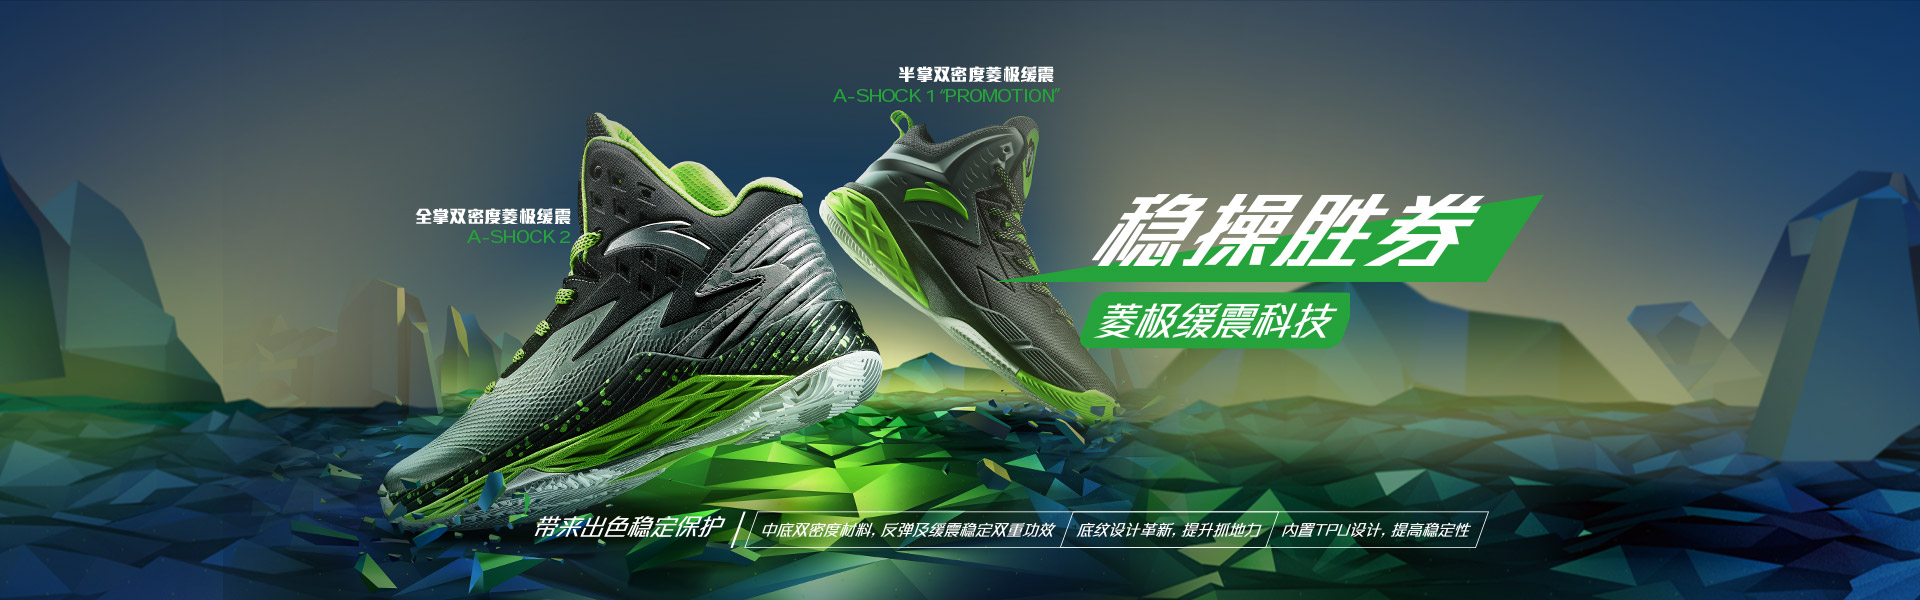 半掌双密度菱极缓震
A-SHOCK 1 “PROMOTION”
全掌双密度菱极缓震
A-SHOCK 2
稳操胜券
菱极缓震科技
带来出色稳定保护
中底双密度材料, 反弹及缓震稳定双重功效
底纹设计革新, 提升抓地力
内置TPU设计, 提高稳定性